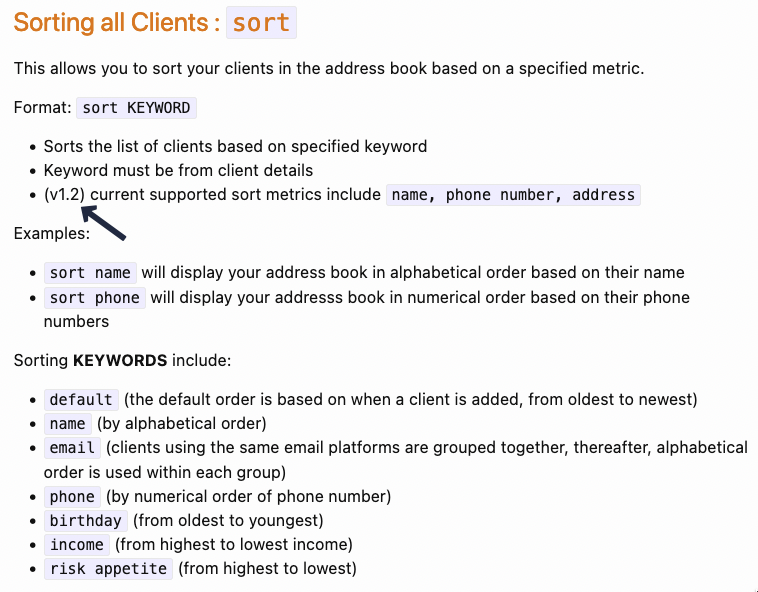 Sorting all Clients : sort
This allows you to sort your clients in the address book based on a specified metric.
Format: sort KEYWORD
• Sorts the list of clients based on specified keyword
• Keyword must be from client details
• (v1.2) current supported sort metrics include name, phone number, address
Examples:
• sort name will display your address book in alphabetical order based on their name
• sort phone will display your addresss book in numerical order based on their phone
numbers
Sorting KEYWORDS include:
• default (the default order is based on when a client is added, from oldest to newest)
• name (by alphabetical order)
• email (clients using the same email platforms are grouped together, thereafter, alphabetical
order is used within each group)
• phone (by numerical order of phone number)
• birthday (from oldest to youngest)
• income (from highest to lowest income)
• risk appetite (from highest to lowest)